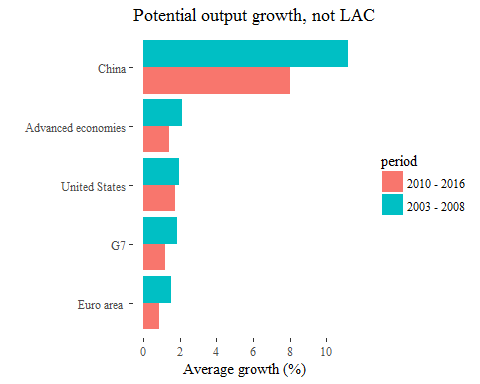 Potential output growth, not LAC
China
Advanced economies
United States
G7
Euro area
0 2 4 6 8 10
Average growth (%)
period
2010 - 2016
2003 - 2008